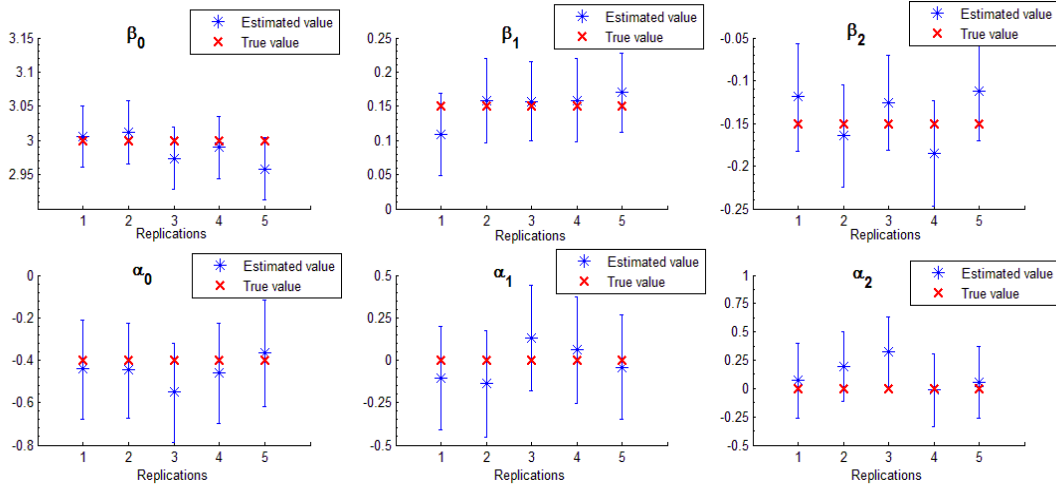 β0
Estimated value
True value
3.15
3.1
3.05
3
2.95
1 2 3 4 5
Replications
β1
Estimated value
True value
0.25
0.2
0.15
0.1
0.05
0
1 2 3 4 5
Replications
β2
Estimated value
True value
-0.05
-0.1
-0.15
-0.2
-0.25
1 2 3 4 5
Replications
α0
Estimated value
True value
0
-0.2
-0.4
-0.6
-0.8
1 2 3 4 5
Replications
α1
Estimated value
True value
0.5
0.25
0
-0.25
-0.5
1 2 3 4 5
Replications
α2
Estimated value
True value
1
0.75
0.5
0.25
0
-0.25
-0.5
1 2 3 4 5
Replications